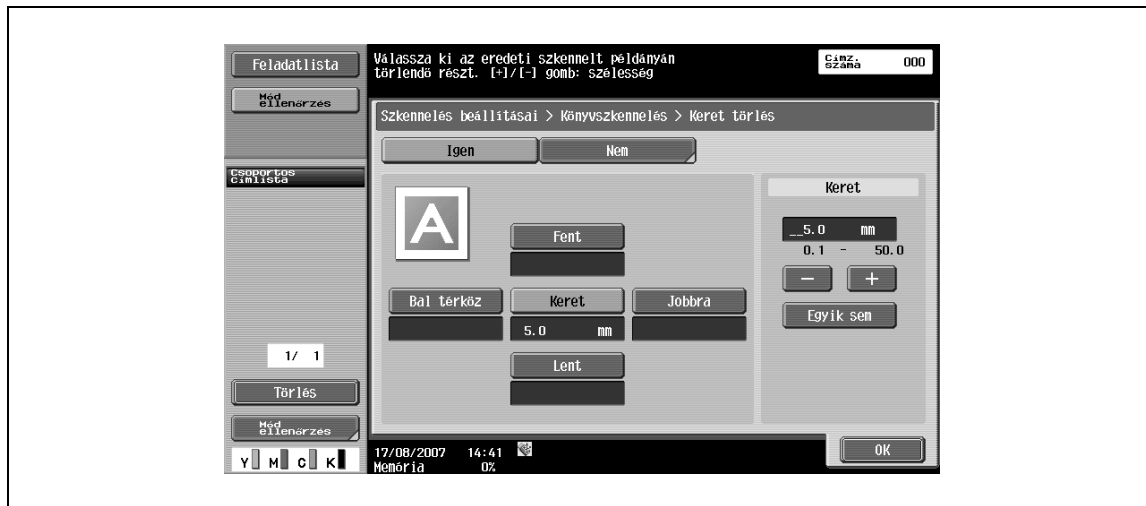 Feladatlista
Mód
ellenőrzés
Csoportos
címlista
1/ 1
Törlés
Mód
ellenőrzés
Y M C K
Válassza ki az eredeti szkennelt példányán
törlendő részt. [+]/[-] gomb: szélesség
Címz.
száma 000
Szkennelés beállításai > Könyvszkennelés > Keret törlés
Igen Nem
A
Fent
Bal térköz Keret Jobbra
5.0 mm
Lent
Keret
__5.0 mm
0.1 - 50.0
− +
Egyik sem
17/08/2007 14:41
Memória 0%
OK